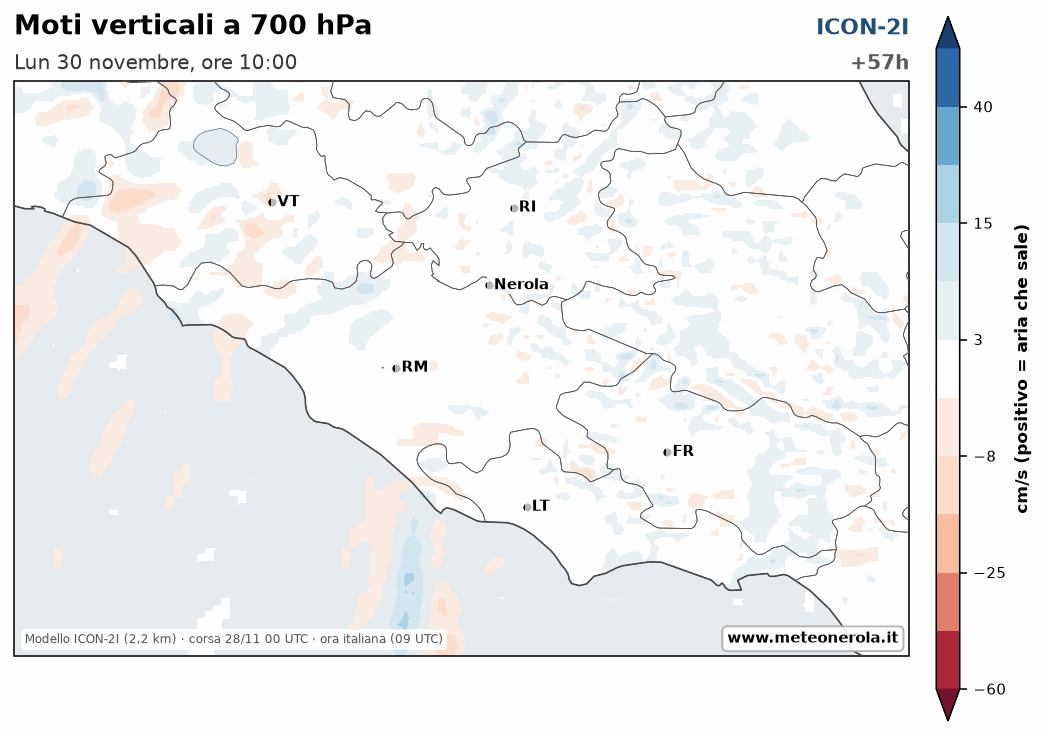 Moti verticali a 700 hPa
ICON-2I
Lun 30 novembre, ore 10:00
+57h
VT
RI
Nerola
RM
FR
LT
Modello ICON-2I (2,2 km) · corsa 28/11 00 UTC · ora italiana (09 UTC)
www.meteonerola.it
40
15
3
−8
−25
−60
cm/s (positivo = aria che sale)